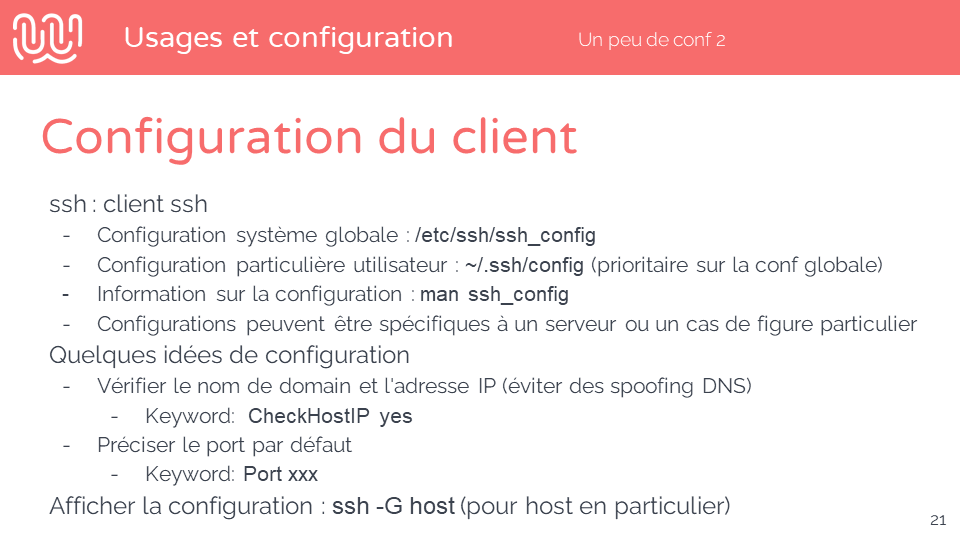 Usages et configuration
Un peu de conf 2
Configuration du client
ssh : client ssh
- Configuration système globale : /etc/ssh/ssh_config
- Configuration particulière utilisateur : ~/.ssh/config (prioritaire sur la conf globale)
- Information sur la configuration : man ssh_config
- Configurations peuvent être spécifiques à un serveur ou un cas de figure particulier
Quelques idées de configuration
- Vérifier le nom de domain et l'adresse IP (éviter des spoofing DNS)
- Keyword: CheckHostIP yes
- Préciser le port par défaut
- Keyword: Port xxx
Afficher la configuration : ssh -G host (pour host en particulier)
21